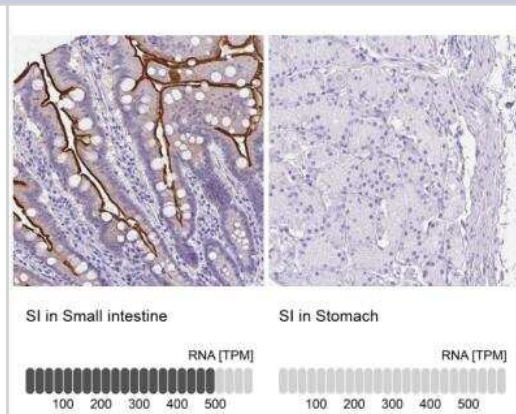 SI in Small intestine
SI in Stomach
RNA [TPM]
RNA [TPM]
100 200 300 400 500
100 200 300 400 500